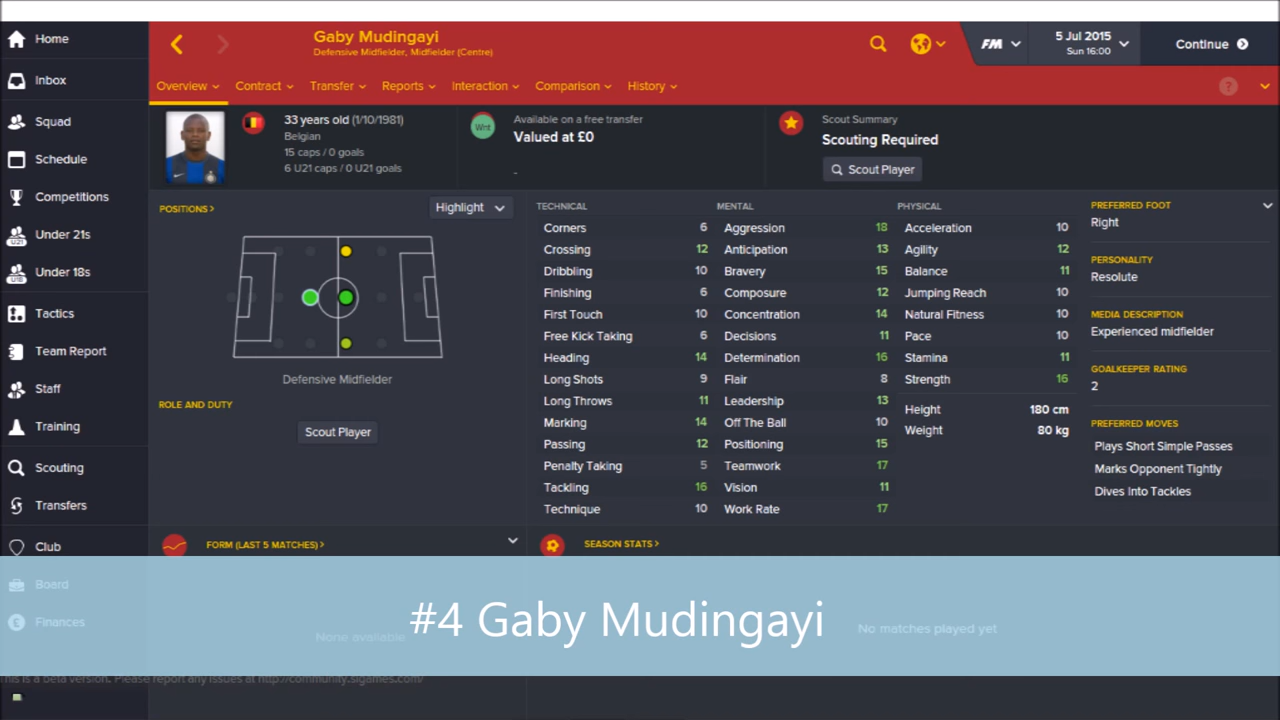 Home
Inbox
Squad
Schedule
Competitions
Under 21s
U21
Under 18s
U18
Tactics
Team Report
Staff
Training
Scouting
Transfers
Club
Board
Finances
Gaby Mudingayi
Defensive Midfielder, Midfielder (Centre)
FM
5 Jul 2015
Sun 16:00
Continue
Overview Contract Transfer Reports Interaction Comparison History ?
33 years old (1/10/1981)
Belgian
15 caps / 0 goals
6 U21 caps / 0 U21 goals
Wnt
Available on a free transfer
Valued at £0
-
Scout Summary
Scouting Required
Scout Player
POSITIONS >
Highlight
Defensive Midfielder
ROLE AND DUTY
Scout Player
TECHNICAL
Corners 6
Crossing 12
Dribbling 10
Finishing 6
First Touch 10
Free Kick Taking 6
Heading 14
Long Shots 9
Long Throws 11
Marking 14
Passing 12
Penalty Taking 5
Tackling 16
Technique 10
MENTAL
Aggression 18
Anticipation 13
Bravery 15
Composure 12
Concentration 14
Decisions 11
Determination 16
Flair 8
Leadership 13
Off The Ball 10
Positioning 15
Teamwork 17
Vision 11
Work Rate 17
PHYSICAL
Acceleration 10
Agility 12
Balance 11
Jumping Reach 10
Natural Fitness 10
Pace 10
Stamina 11
Strength 16
Height 180 cm
Weight 80 kg
PREFERRED FOOT
Right
PERSONALITY
Resolute
MEDIA DESCRIPTION
Experienced midfielder
GOALKEEPER RATING
2
PREFERRED MOVES
Plays Short Simple Passes
Marks Opponent Tightly
Dives Into Tackles
FORM (LAST 5 MATCHES) >
None available
SEASON STATS >
No matches played yet
#4 Gaby Mudingayi
This is a beta version. Please report any issues at http://community.sigames.com/